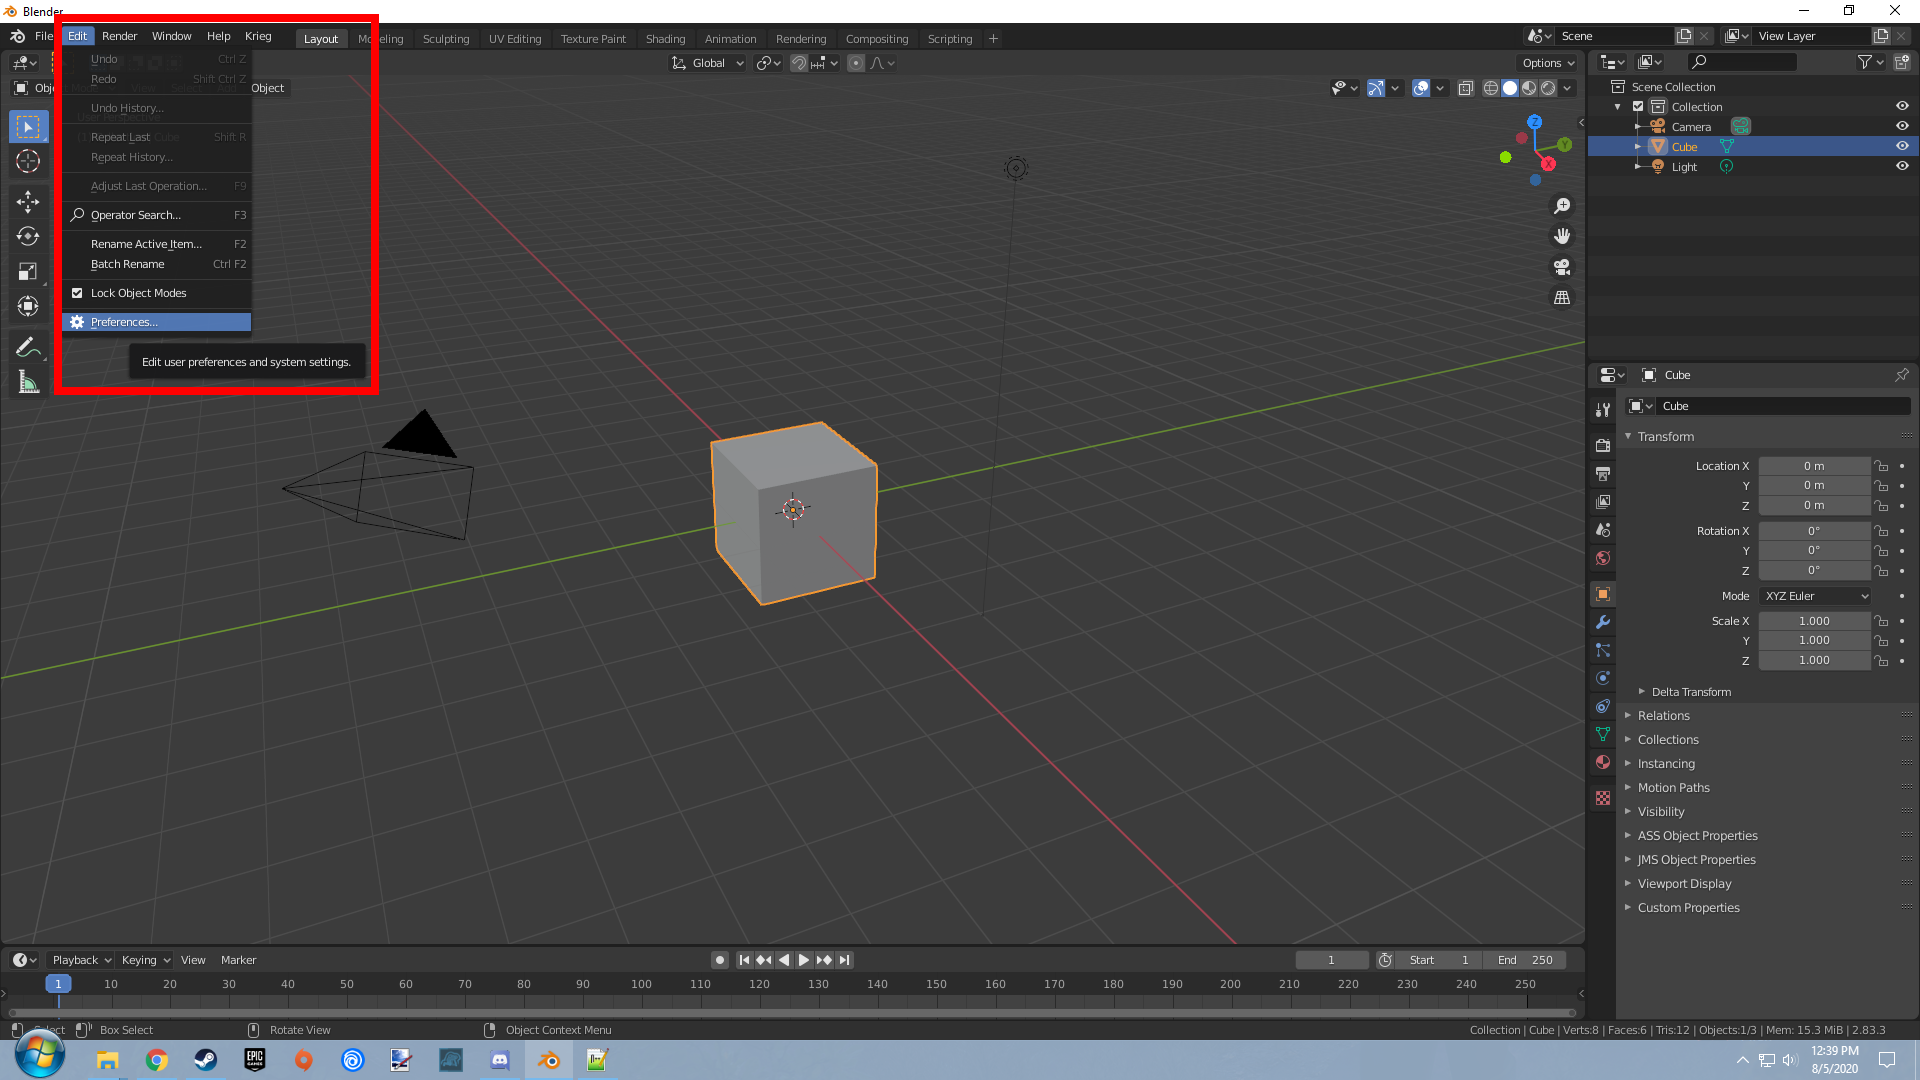 Blender
File Edit Render Window Help Krieg Layout Modeling Sculpting UV Editing Texture Paint Shading Animation Rendering Compositing Scripting + Scene View Layer
Global Options
Object
Undo Ctrl Z
Redo Shift Ctrl Z
Undo History...
User Perspective
Repeat Last Shift R
Repeat History...
Adjust Last Operation... F9
Operator Search... F3
Rename Active Item... F2
Batch Rename Ctrl F2
Lock Object Modes
Preferences...
Edit user preferences and system settings.
Z
Y
X
Scene Collection
Collection
Camera
Cube
Light
Cube
Cube
Transform
Location X 0 m
Y 0 m
Z 0 m
Rotation X 0°
Y 0°
Z 0°
Mode XYZ Euler
Scale X 1.000
Y 1.000
Z 1.000
Delta Transform
Relations
Collections
Instancing
Motion Paths
Visibility
ASS Object Properties
JMS Object Properties
Viewport Display
Custom Properties
Playback Keying View Marker 1 Start 1 End 250
1 10 20 30 40 50 60 70 80 90 100 110 120 130 140 150 160 170 180 190 200 210 220 230 240 250
Select Box Select Rotate View Object Context Menu Collection | Cube | Verts:8 | Faces:6 | Tris:12 | Objects:1/3 | Mem: 15.3 MiB | 2.83.3
EPIC GAMES
12:39 PM
8/5/2020